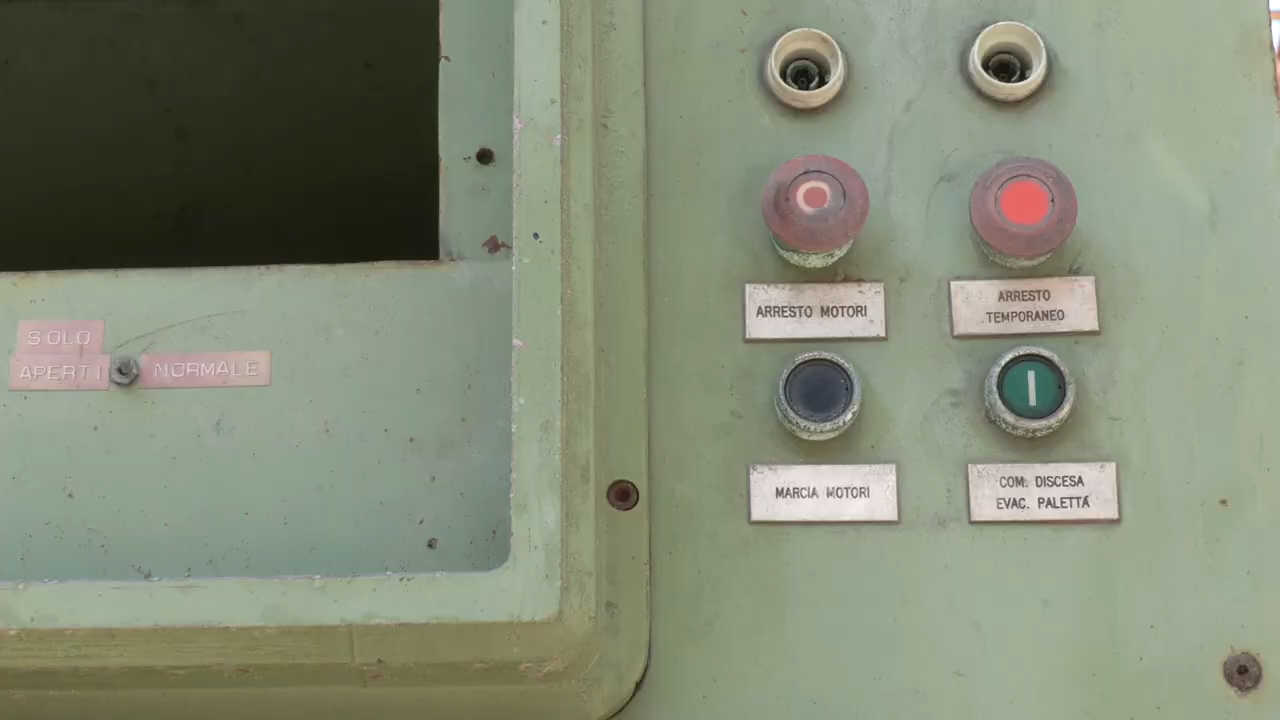 SOLO
APERTI
NORMALE
ARRESTO MOTORI
ARRESTO
TEMPORANEO
MARCIA MOTORI
COM. DISCESA
EVAC. PALETTA